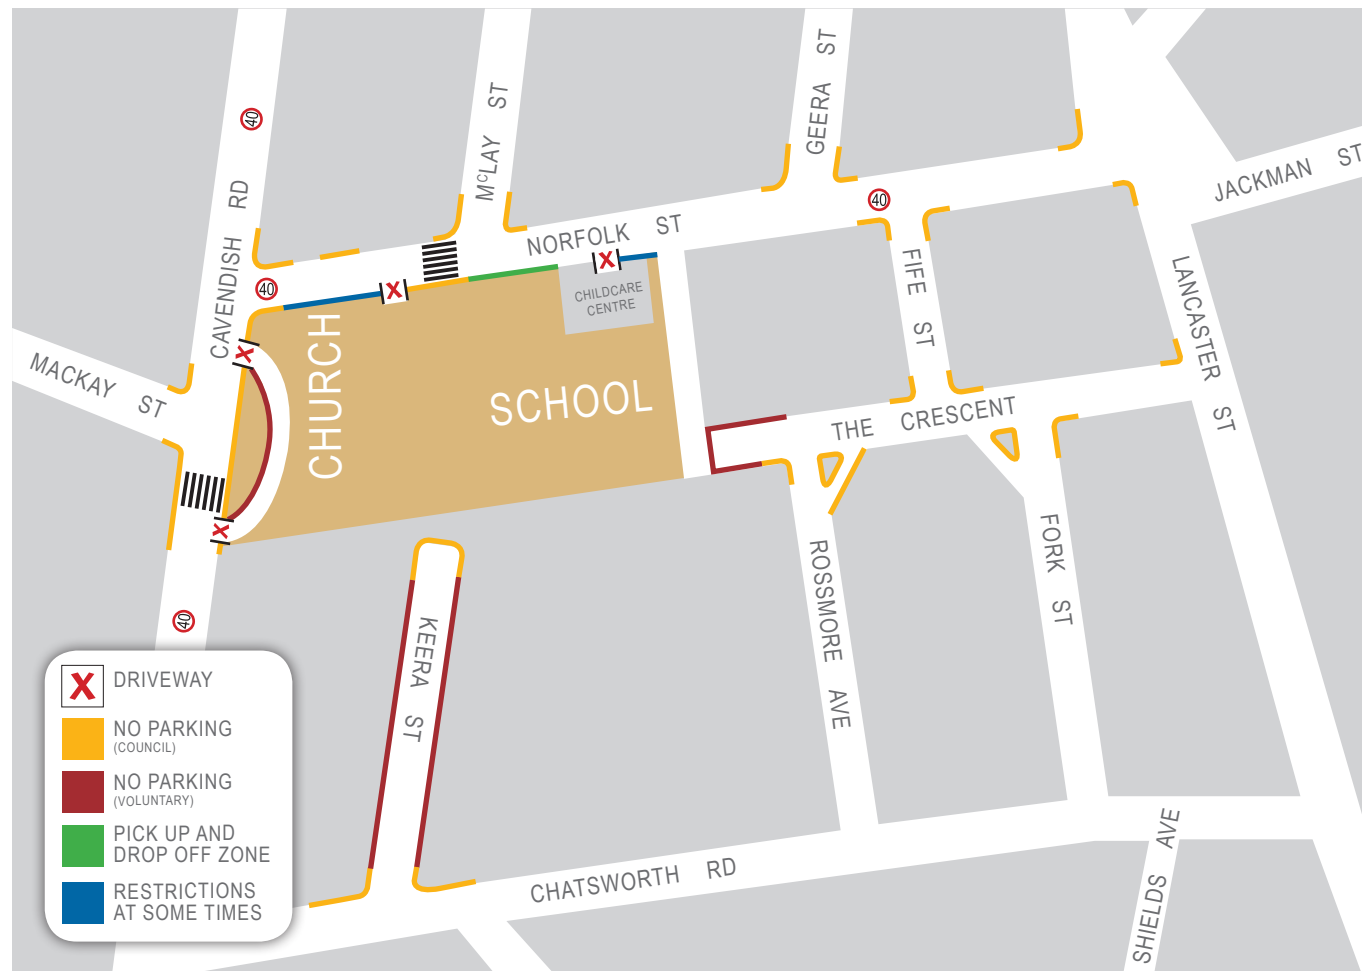 GEERA ST
McLAY ST
40
JACKMAN ST
CAVENDISH RD
40
NORFOLK ST
40
FIFE ST
LANCASTER ST
CHILDCARE
CENTRE
MACKAY ST
CHURCH
SCHOOL
THE CRESCENT
FORK ST
ROSSMORE AVE
40
KEERA ST
CHATSWORTH RD
SHIELDS AVE
X DRIVEWAY
NO PARKING
(COUNCIL)
NO PARKING
(VOLUNTARY)
PICK UP AND
DROP OFF ZONE
RESTRICTIONS
AT SOME TIMES